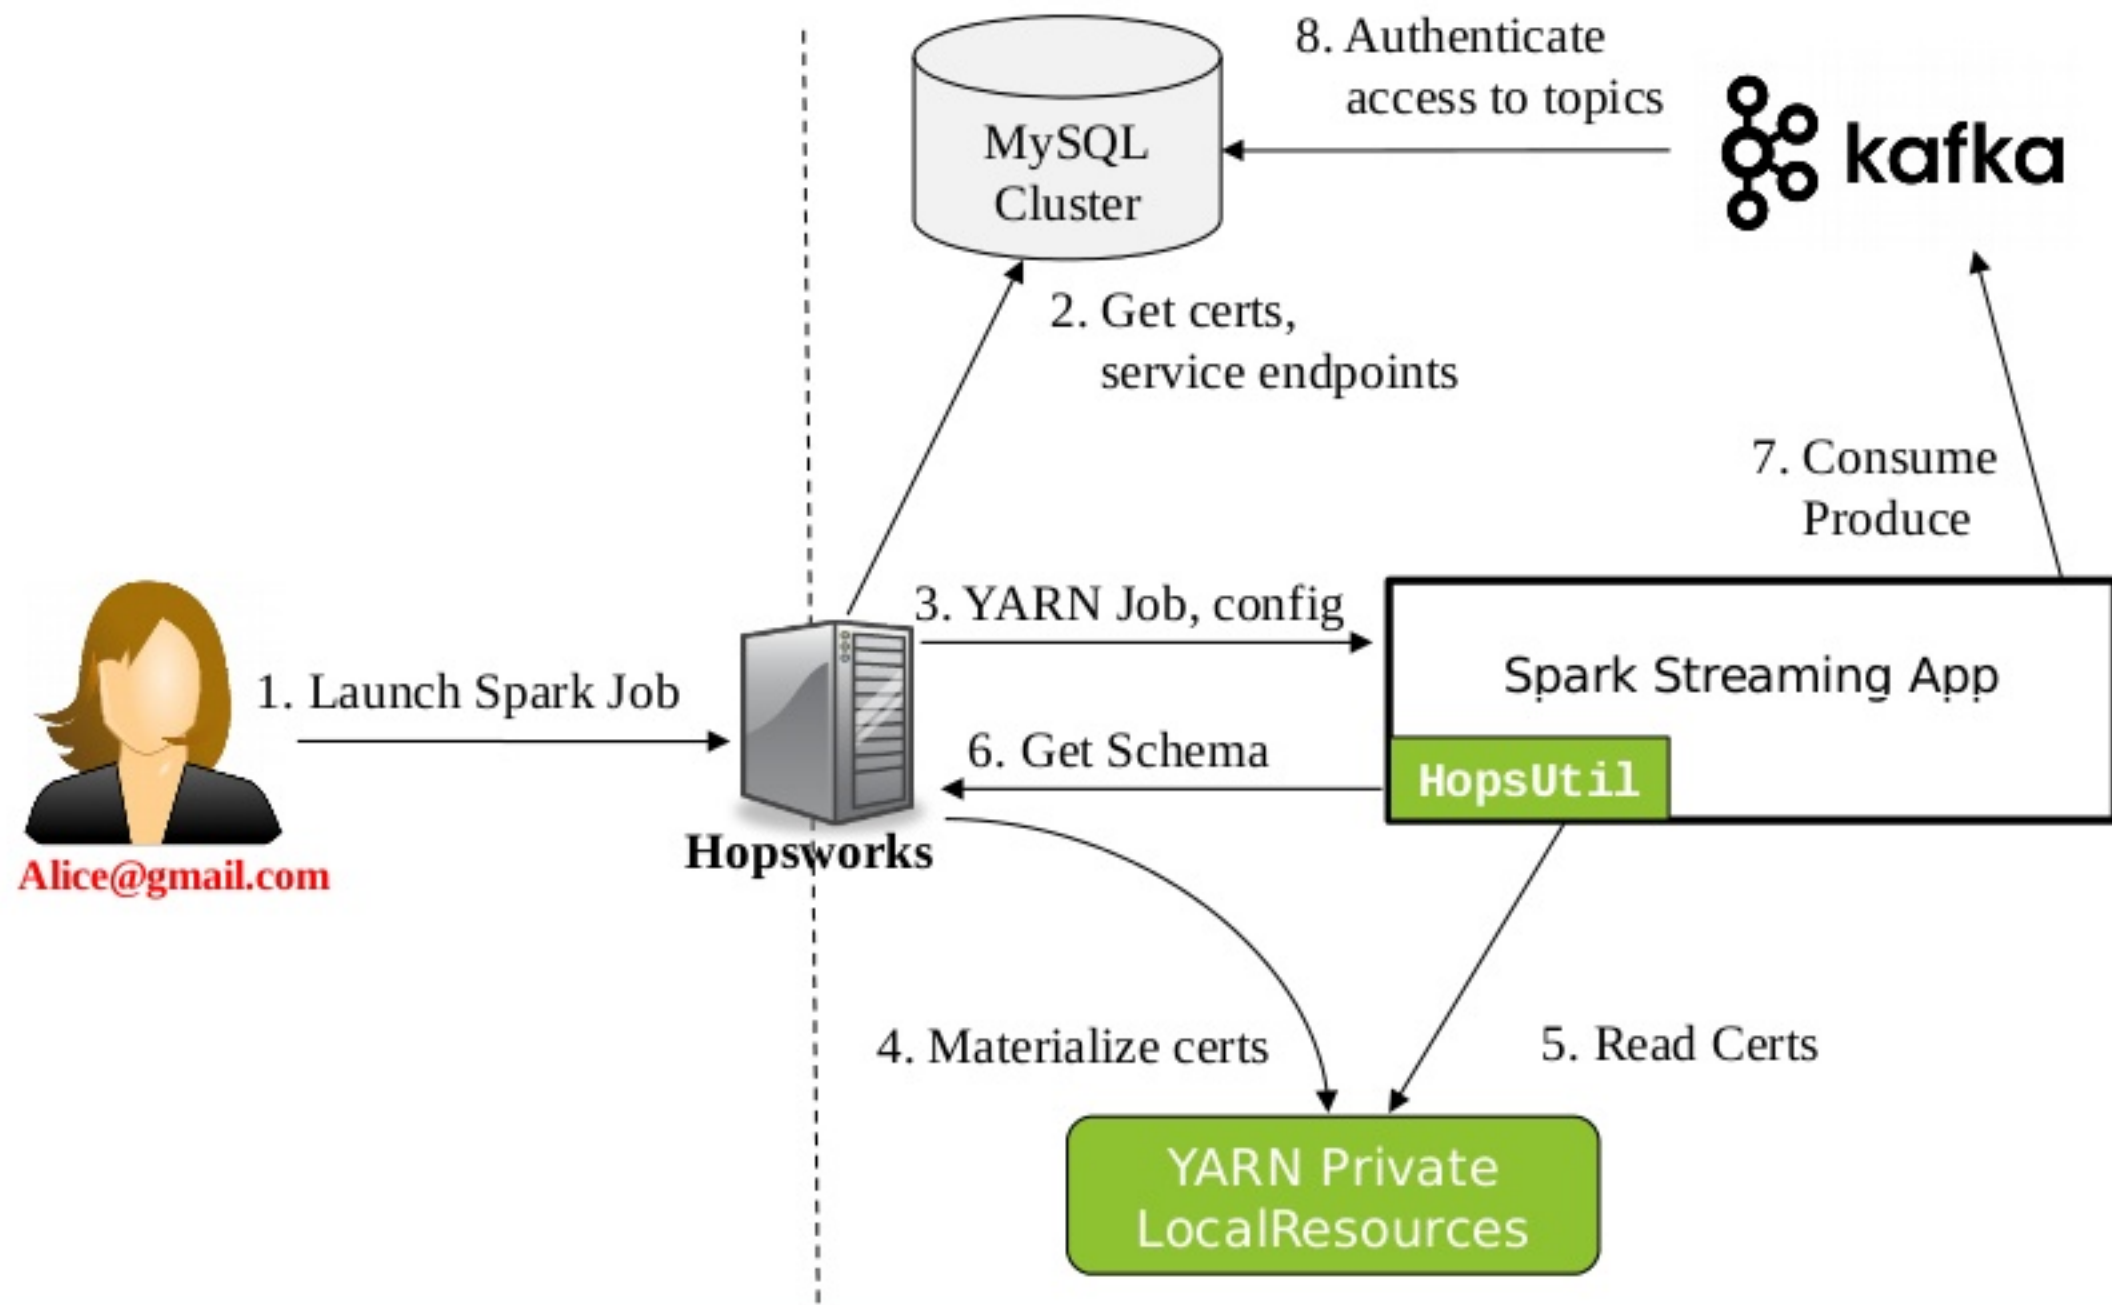 8. Authenticate
access to topics
MySQL
Cluster
kafka
2. Get certs,
service endpoints
7. Consume
Produce
3. YARN Job, config
1. Launch Spark Job
Spark Streaming App
6. Get Schema
HopsUtil
Hopsworks
Alice@gmail.com
4. Materialize certs
5. Read Certs
YARN Private
LocalResources